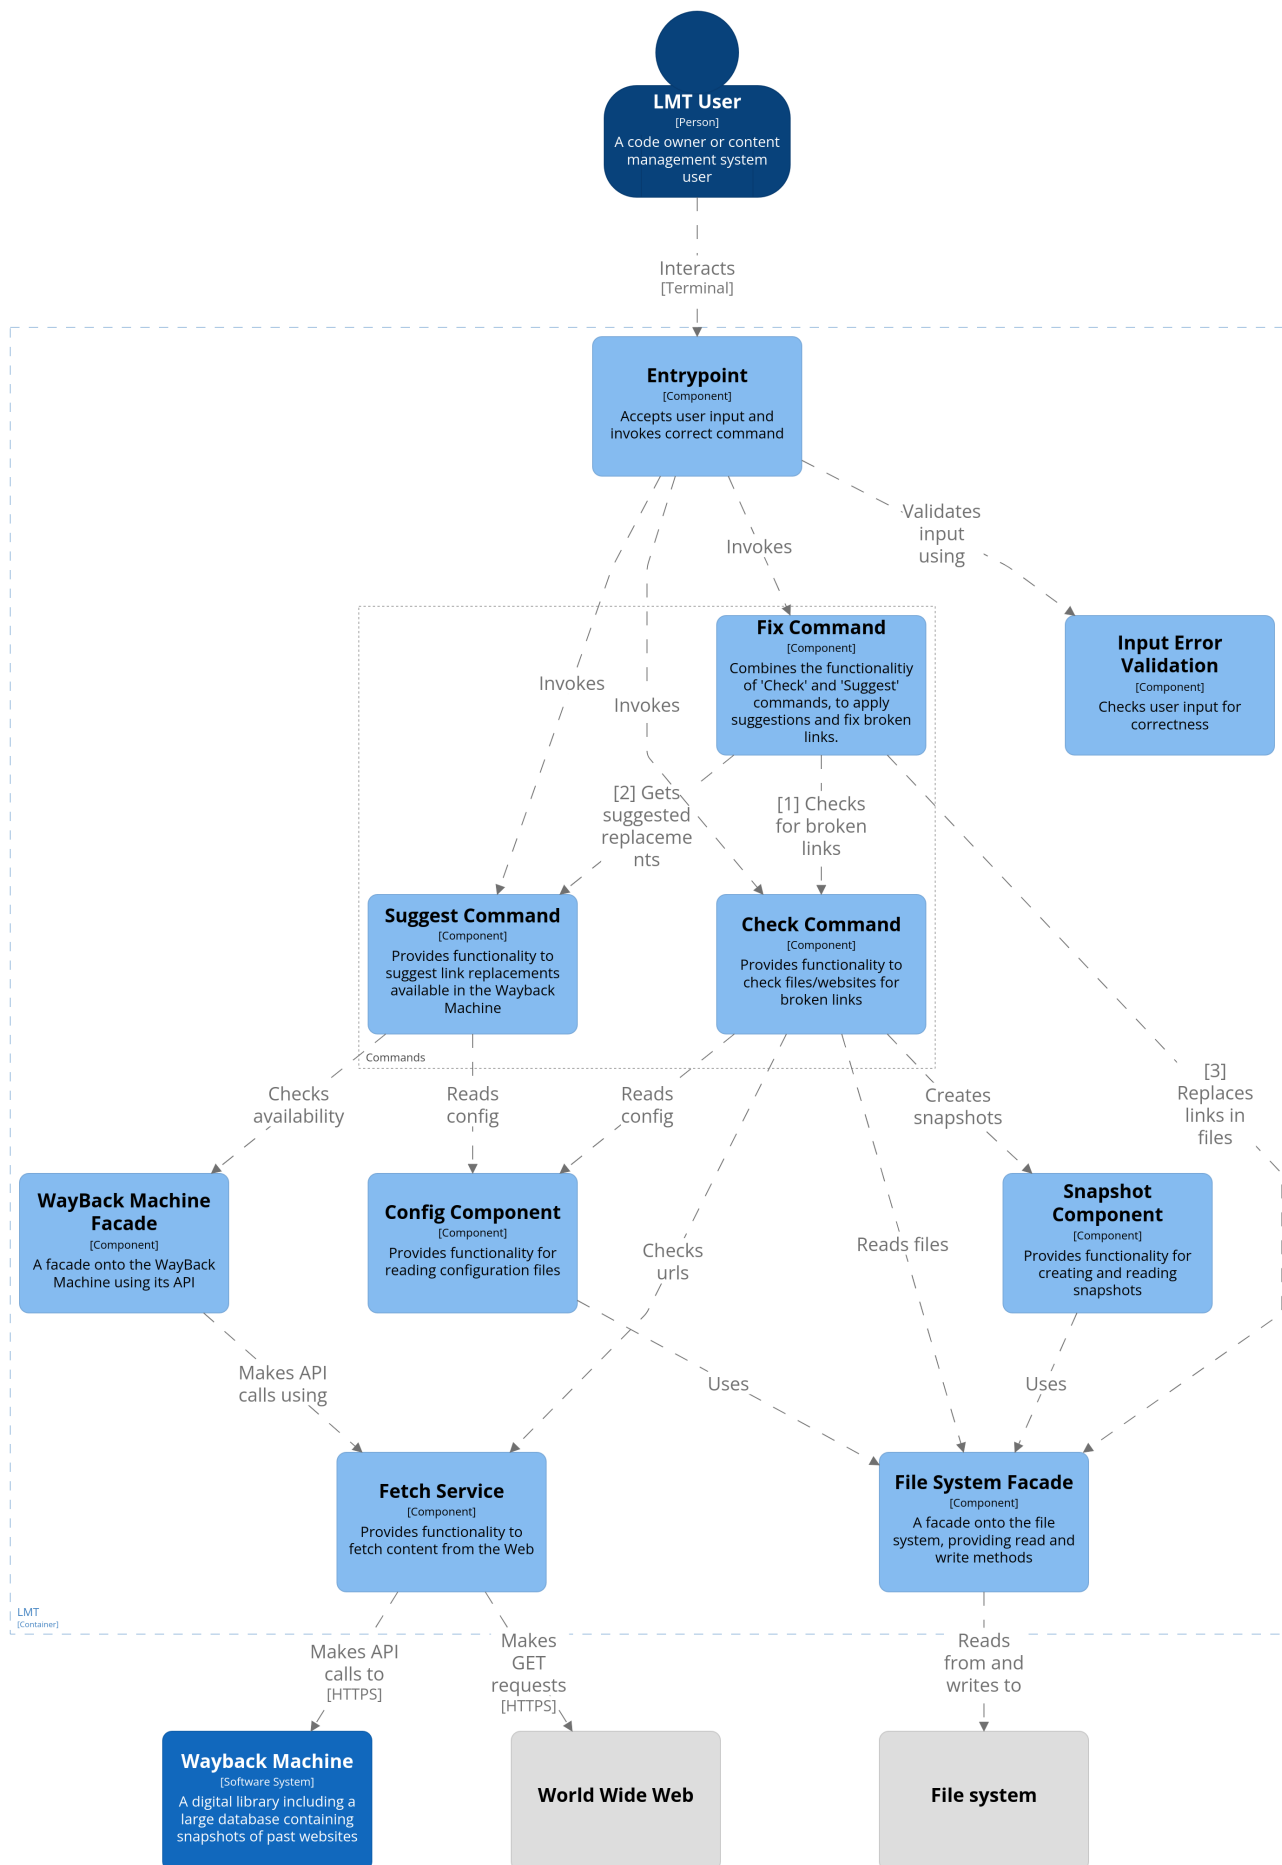 LMT User
[Person]
A code owner or content
management system
user
Interacts
[Terminal]
Entrypoint
[Component]
Accepts user input and
invokes correct command
Validates
input
using
Invokes
Invokes
Invokes
Fix Command
[Component]
Combines the functionalitiy
of 'Check' and 'Suggest'
commands, to apply
suggestions and fix broken
links.
Input Error
Validation
[Component]
Checks user input for
correctness
[2] Gets
suggested
replaceme
nts
[1] Checks
for broken
links
Suggest Command
[Component]
Provides functionality to
suggest link replacements
available in the Wayback
Machine
Check Command
[Component]
Provides functionality to
check files/websites for
broken links
Commands
Checks
availability
Reads
config
Reads
config
Creates
snapshots
[3]
Replaces
links in
files
WayBack Machine
Facade
[Component]
A facade onto the WayBack
Machine using its API
Config Component
[Component]
Provides functionality for
reading configuration files
Checks
urls
Reads files
Snapshot
Component
[Component]
Provides functionality for
creating and reading
snapshots
Makes API
calls using
Uses
Uses
Fetch Service
[Component]
Provides functionality to
fetch content from the Web
File System Facade
[Component]
A facade onto the file
system, providing read and
write methods
LMT
[Container]
Makes API
calls to
[HTTPS]
Makes
GET
requests
[HTTPS]
Reads
from and
writes to
Wayback Machine
[Software System]
A digital library including a
large database containing
snapshots of past websites
World Wide Web
File system